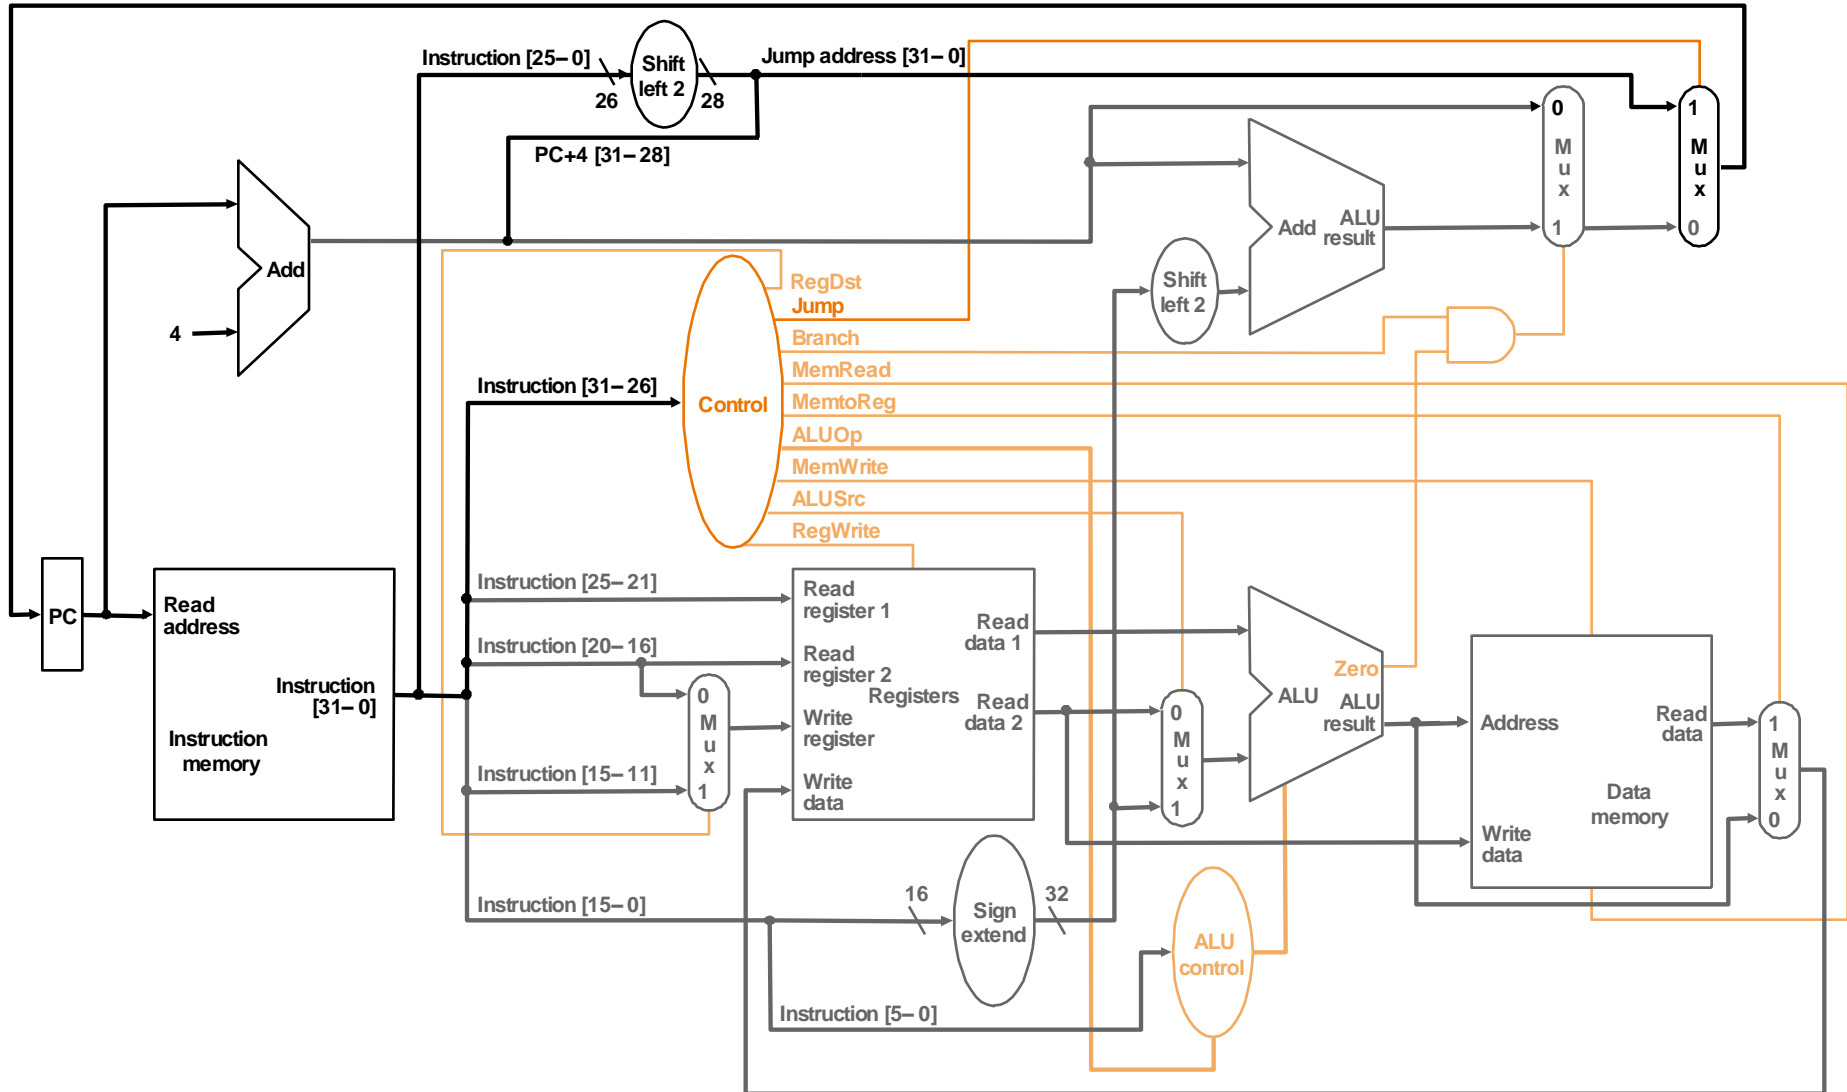 Instruction [25–0]
Shift
left 2
Jump address [31–0]
26
28
PC+4 [31–28]
0
M
u
x
1
1
M
u
x
0
Add
4
Add
ALU
result
Shift
left 2
RegDst
Jump
Branch
MemRead
MemtoReg
ALUOp
MemWrite
ALUSrc
RegWrite
Control
Instruction [31–26]
PC
Read
address
Instruction
[31–0]
Instruction
memory
Instruction [25–21]
Instruction [20–16]
Instruction [15–11]
0
M
u
x
1
Read
register 1
Read
register 2
Write
register
Write
data
Registers
Read
data 1
Read
data 2
0
M
u
x
1
Zero
ALU
ALU
result
Address
Write
data
Read
data
Data
memory
1
M
u
x
0
Instruction [15–0]
16
Sign
extend
32
ALU
control
Instruction [5–0]